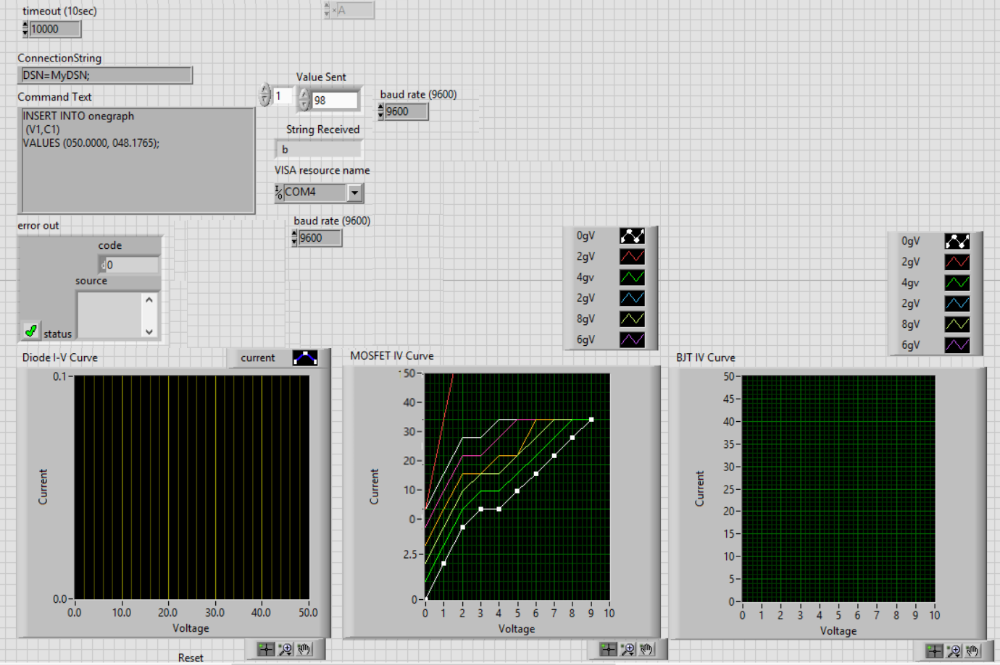 timeout (10sec)
10000
×A
ConnectionString
DSN=MyDSN;
Command Text
INSERT INTO onegraph
(V1,C1)
VALUES (050.0000, 048.1765);
Value Sent
1
98
baud rate (9600)
9600
String Received
b
VISA resource name
I/0 COM4
baud rate (9600)
9600
error out
code
d0
source
status
0gV
2gV
4gv
2gV
8gV
6gV
0gV
2gV
4gv
2gV
8gV
6gV
Diode I-V Curve
current
0.1
0.0
Current
0.0 10.0 20.0 30.0 40.0 50.0
Voltage
MOSFET IV Curve
50
40
30
20
10
0
2.5
0
Current
0 1 2 3 4 5 6 7 8 9 10
Voltage
BJT IV Curve
50
45
40
35
30
25
20
15
10
5
0
Current
0 1 2 3 4 5 6 7 8 9 10
Voltage
Reset